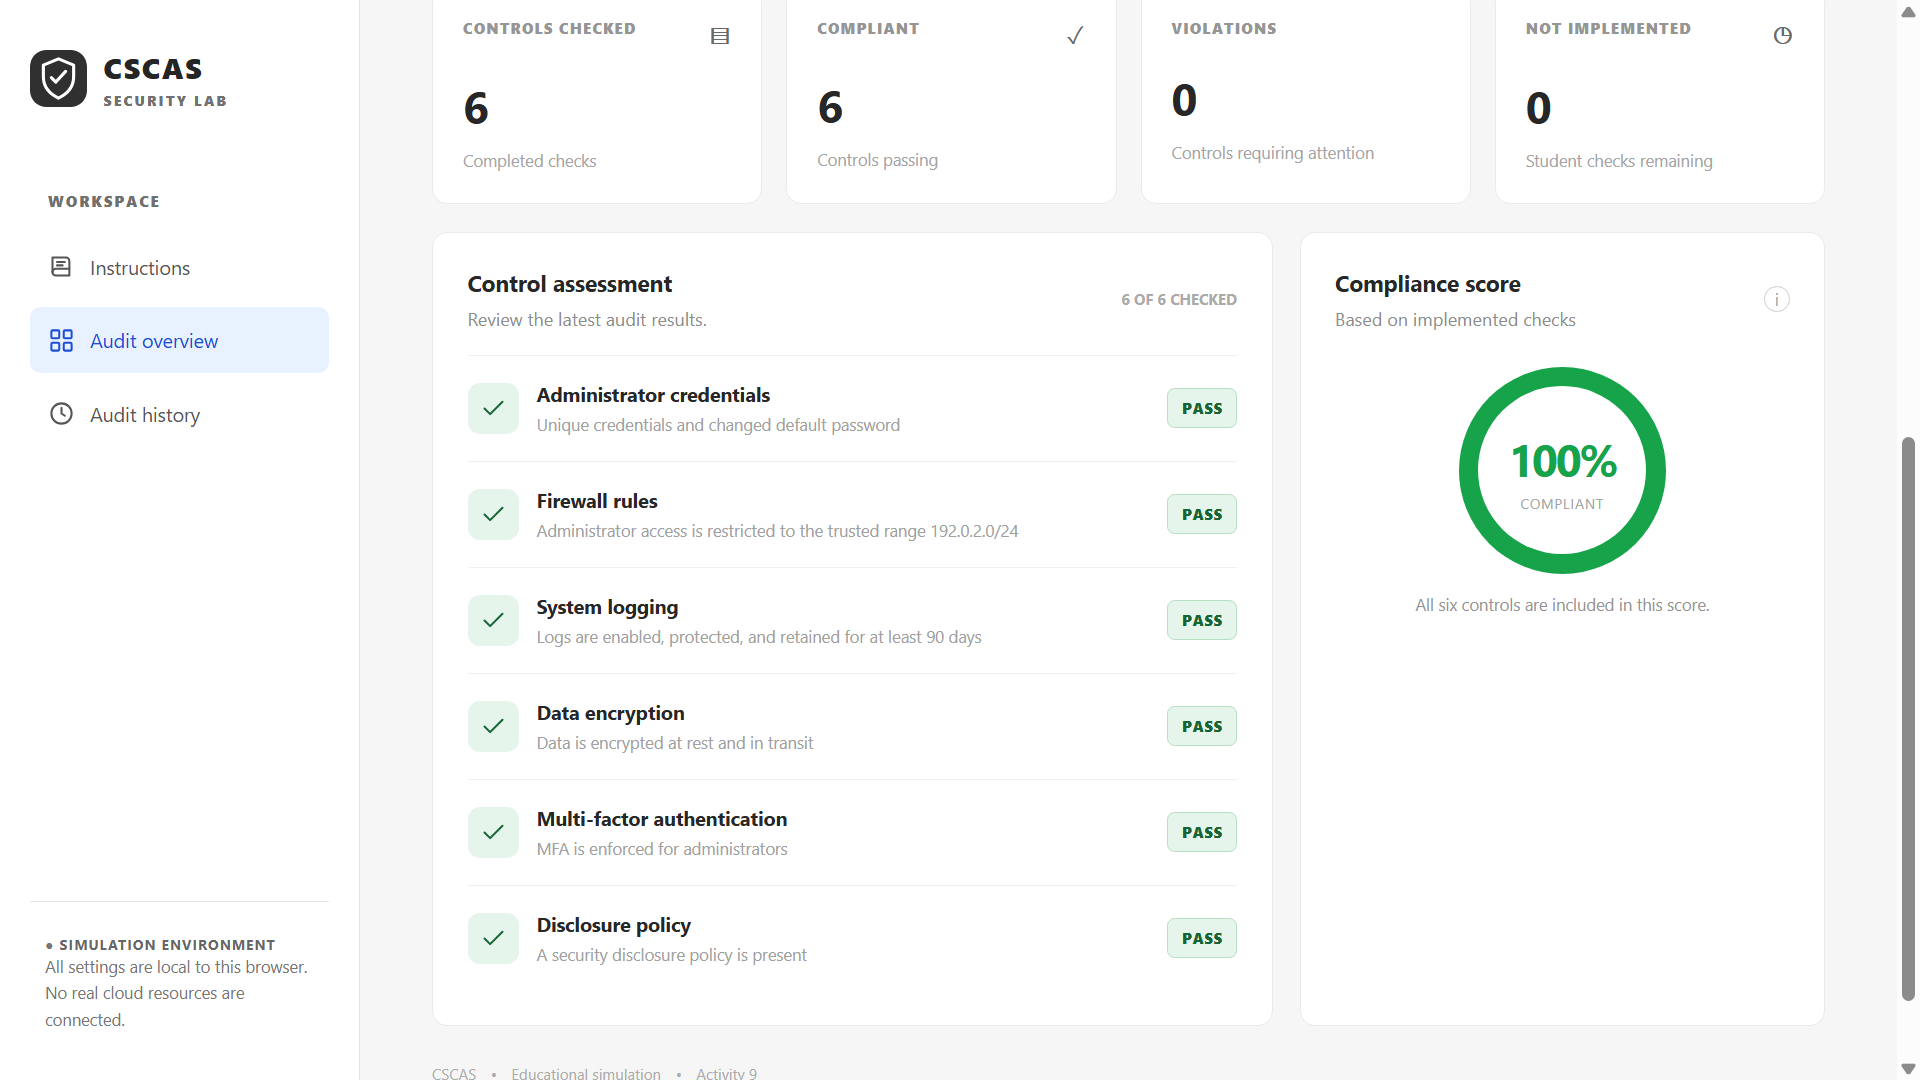 CSCAS
SECURITY LAB
WORKSPACE
Instructions
Audit overview
Audit history
● SIMULATION ENVIRONMENT
All settings are local to this browser.
No real cloud resources are
connected.
CONTROLS CHECKED
6
Completed checks
COMPLIANT
6
Controls passing
VIOLATIONS
0
Controls requiring attention
NOT IMPLEMENTED
0
Student checks remaining
Control assessment
Review the latest audit results.
6 OF 6 CHECKED
Administrator credentials
Unique credentials and changed default password
PASS
Firewall rules
Administrator access is restricted to the trusted range 192.0.2.0/24
PASS
System logging
Logs are enabled, protected, and retained for at least 90 days
PASS
Data encryption
Data is encrypted at rest and in transit
PASS
Multi-factor authentication
MFA is enforced for administrators
PASS
Disclosure policy
A security disclosure policy is present
PASS
Compliance score
Based on implemented checks
i
100%
COMPLIANT
All six controls are included in this score.
CSCAS • Educational simulation • Activity 9